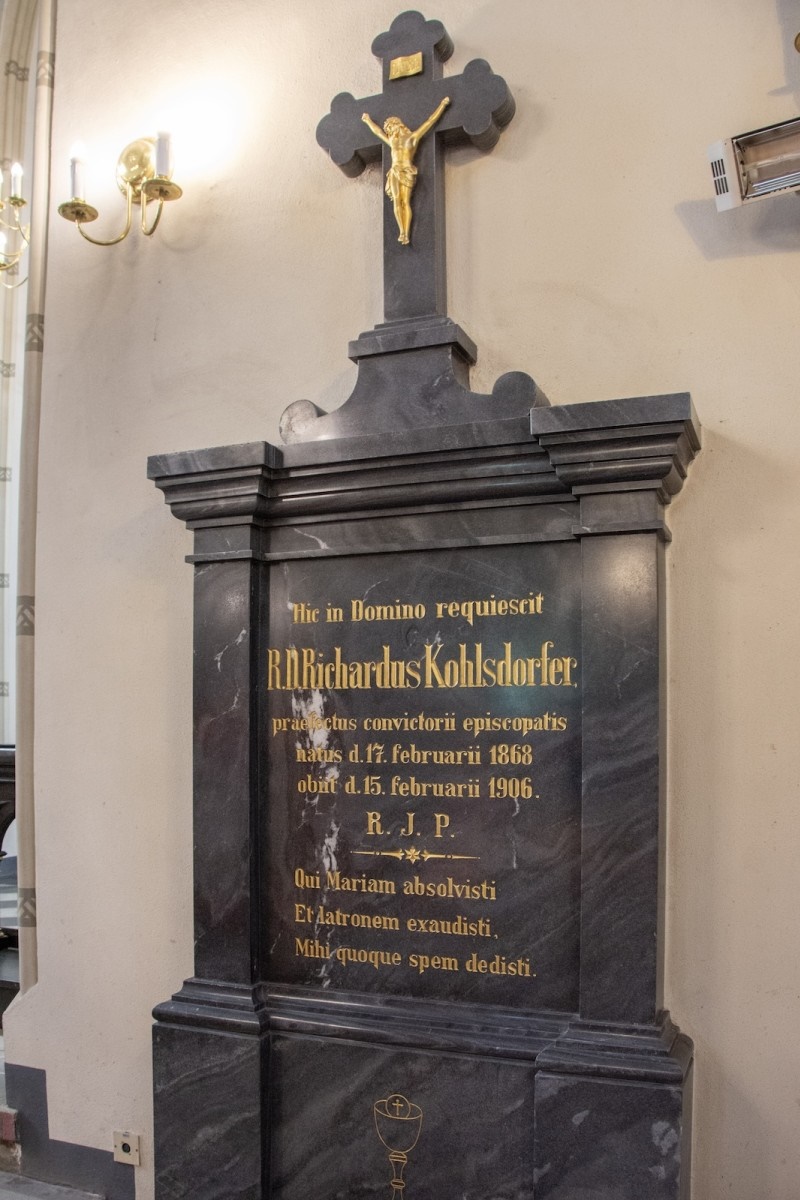 Hic in Domino requiescit
R.D. Richardus Kohlsdorfer,
praefectus convictorii episcopatis
natus d. 17. februarii 1868
obiit d. 15. februarii 1906.
R. J. P.
Qui Mariam absolvisti
Et latronem exaudisti,
Mihi quoque spem dedisti.